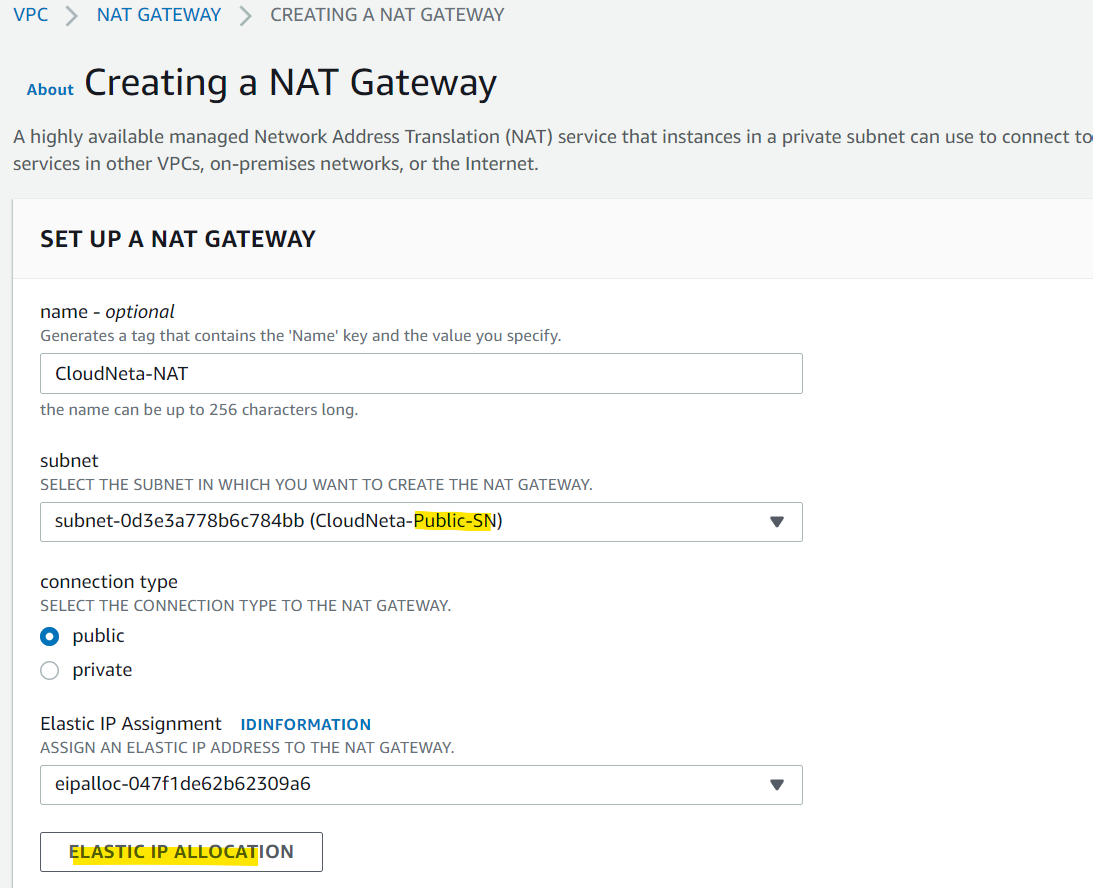 VPC > NAT GATEWAY > CREATING A NAT GATEWAY
About Creating a NAT Gateway
A highly available managed Network Address Translation (NAT) service that instances in a private subnet can use to connect to
services in other VPCs, on-premises networks, or the Internet.
SET UP A NAT GATEWAY
name - optional
Generates a tag that contains the 'Name' key and the value you specify.
CloudNeta-NAT
the name can be up to 256 characters long.
subnet
SELECT THE SUBNET IN WHICH YOU WANT TO CREATE THE NAT GATEWAY.
subnet-0d3e3a778b6c784bb (CloudNeta-Public-SN)
connection type
SELECT THE CONNECTION TYPE TO THE NAT GATEWAY.
public
private
Elastic IP Assignment IDINFORMATION
ASSIGN AN ELASTIC IP ADDRESS TO THE NAT GATEWAY.
eipalloc-047f1de62b62309a6
ELASTIC IP ALLOCATION